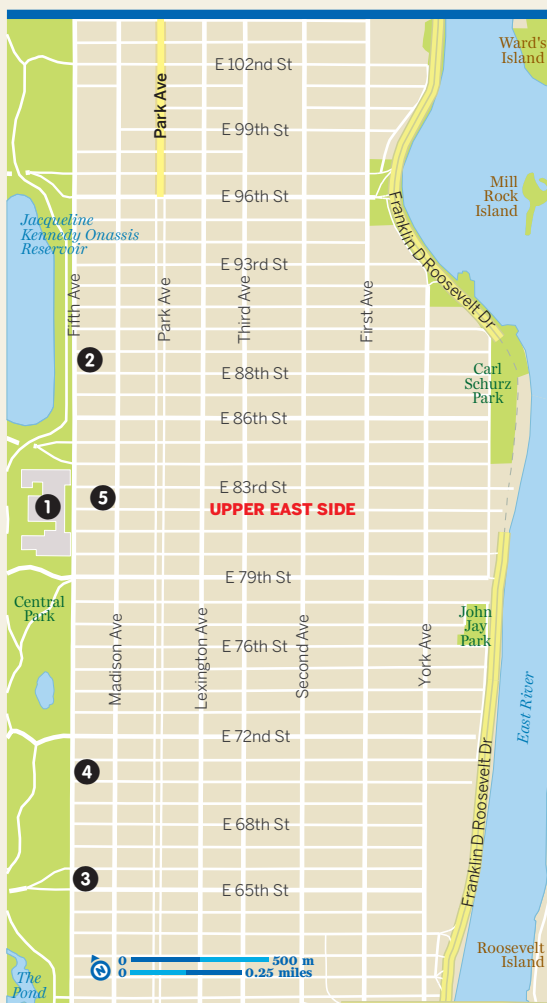 Ward's
Island
E 102nd St
Park Ave
E 99th St
Mill
Rock
Island
E 96th St
Jacqueline
Kennedy Onassis
Reservoir
Franklin D Roosevelt Dr
E 93rd St
Fifth Ave
Park Ave
Third Ave
First Ave
2
E 88th St
Carl
Schurz
Park
E 86th St
E 83rd St
1
5
UPPER EAST SIDE
E 79th St
Central
Park
John
Jay
Park
Madison Ave
Lexington Ave
E 76th St
Second Ave
York Ave
East River
E 72nd St
4
Franklin D Roosevelt Dr
E 68th St
3
E 65th St
Roosevelt
Island
N
0 500 m
0 0.25 miles
The
Pond